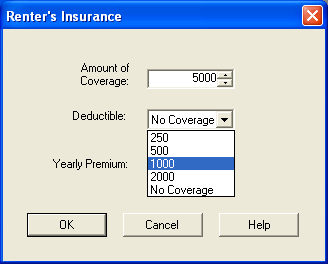 Renter's Insurance
Amount of
Coverage:
5000
Deductible:
No Coverage
250
500
1000
2000
No Coverage
Yearly Premium:
OK
Cancel
Help